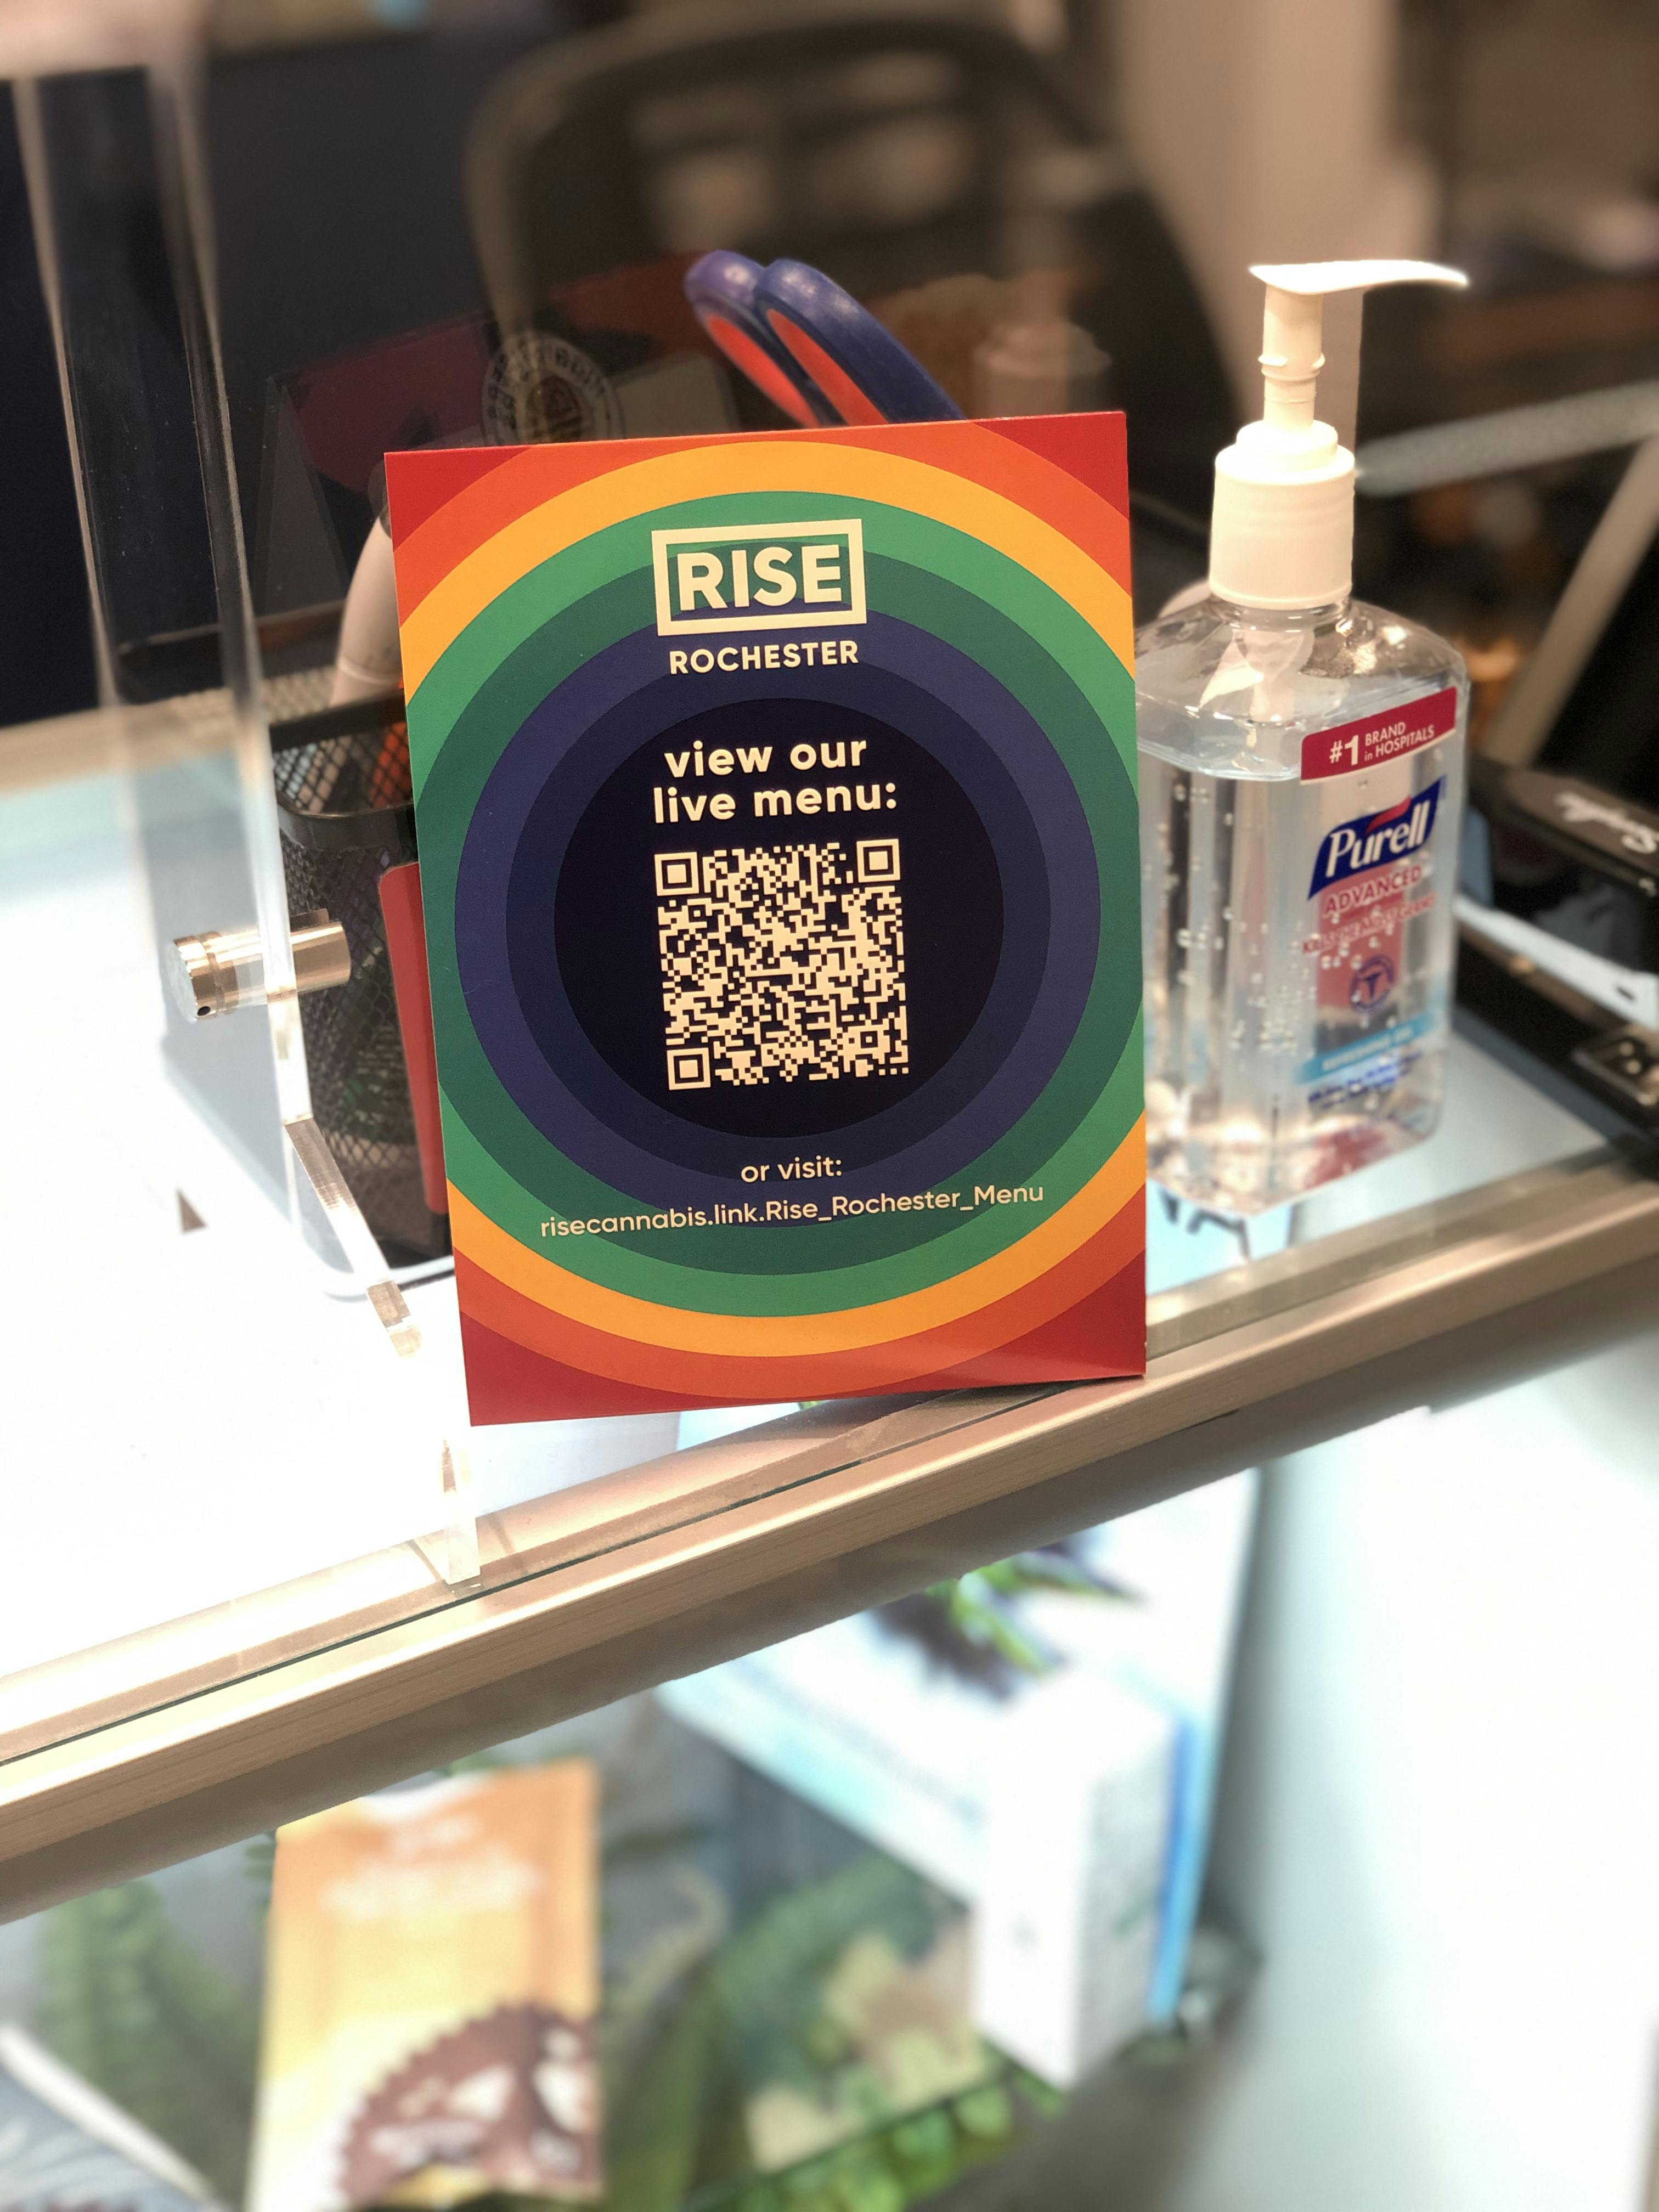 RISE
ROCHESTER
view our
live menu:
or visit:
risecannabis.link.Rise_Rochester_Menu
#1 BRAND
in HOSPITALS
Purell
ADVANCED